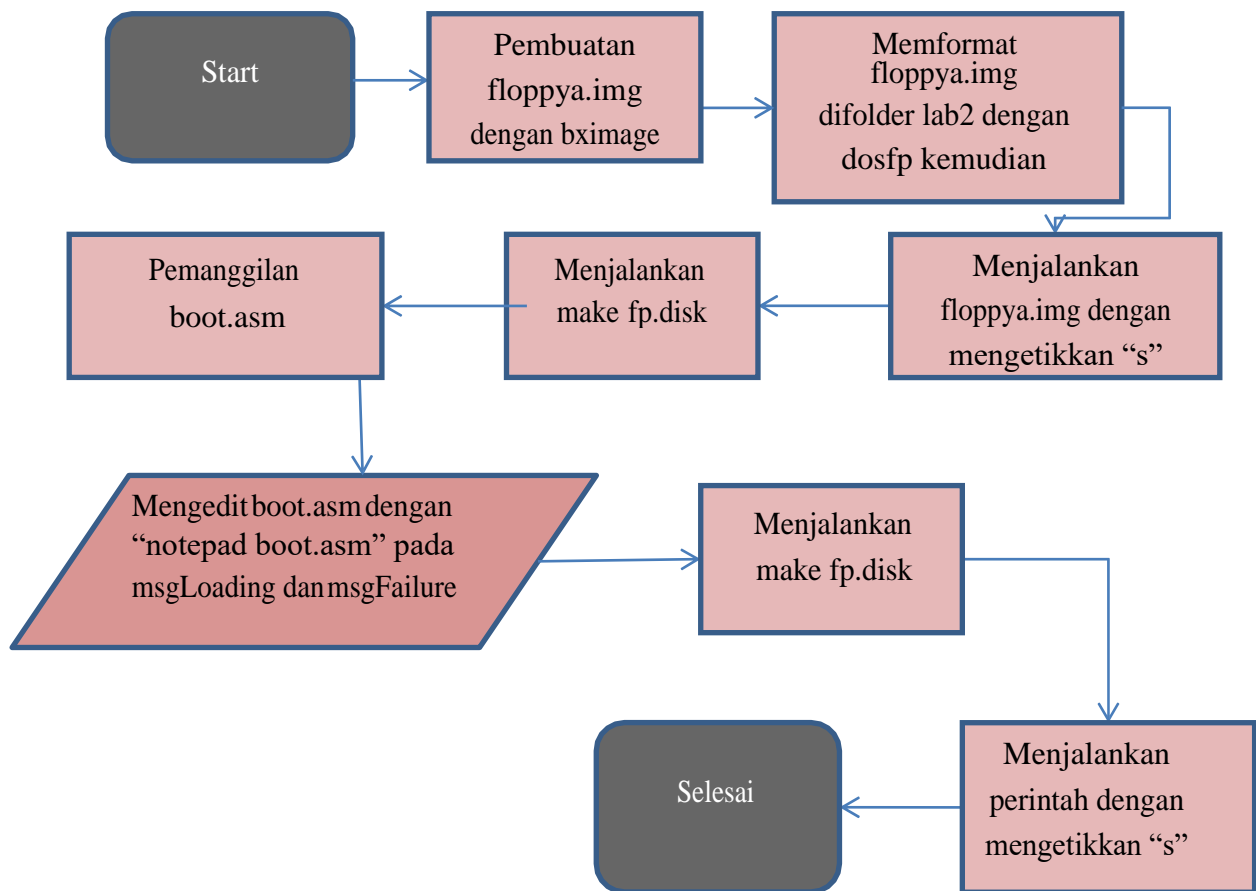 Start
Pembuatan
floppya.img
dengan bximage
Memformat
floppya.img
difolder lab2 dengan
dosfp kemudian
Menjalankan
floppya.img dengan
mengetikkan “s”
Menjalankan
make fp.disk
Pemanggilan
boot.asm
Mengedit boot.asm dengan
“notepad boot.asm” pada
msgLoading dan msgFailure
Menjalankan
make fp.disk
Menjalankan
perintah dengan
mengetikkan “s”
Selesai